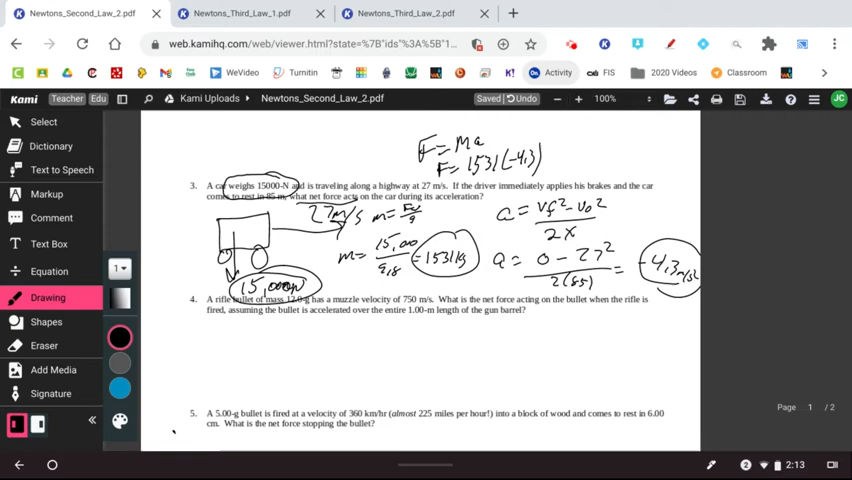 Newtons_Second_Law_2.pdf
Newtons_Third_Law_1.pdf
Newtons_Third_Law_2.pdf
web.kamihq.com/web/viewer.html?state=%7B"ids"%3A%5B"1...
WeVideo
Turnitin
K!
Activity
FIS
2020 Videos
Classroom
Kami
Teacher
Edu
Kami Uploads
Newtons_Second_Law_2.pdf
Saved
Undo
100%
JC
Select
Dictionary
Text to Speech
Markup
Comment
Text Box
Equation
Drawing
Shapes
Eraser
Add Media
Signature
1
F = Ma
F = 1531(-4.3)
3. A car weighs 15000-N and is traveling along a highway at 27 m/s. If the driver immediately applies his brakes and the car
comes to rest in 85 m, what net force acts on the car during its acceleration?
27 m/s
m = Fw/g
a = vf² - vo² / 2x
m = 15,00 / 9.8 = 1531 kg
a = 0 - 27² / 2(85) = -4.3 m/s²
15,000N
4. A rifle bullet of mass 12.0-g has a muzzle velocity of 750 m/s. What is the net force acting on the bullet when the rifle is
fired, assuming the bullet is accelerated over the entire 1.00-m length of the gun barrel?
5. A 5.00-g bullet is fired at a velocity of 360 km/hr (almost 225 miles per hour!) into a block of wood and comes to rest in 6.00
cm. What is the net force stopping the bullet?
Page 1 / 2
2
2:13